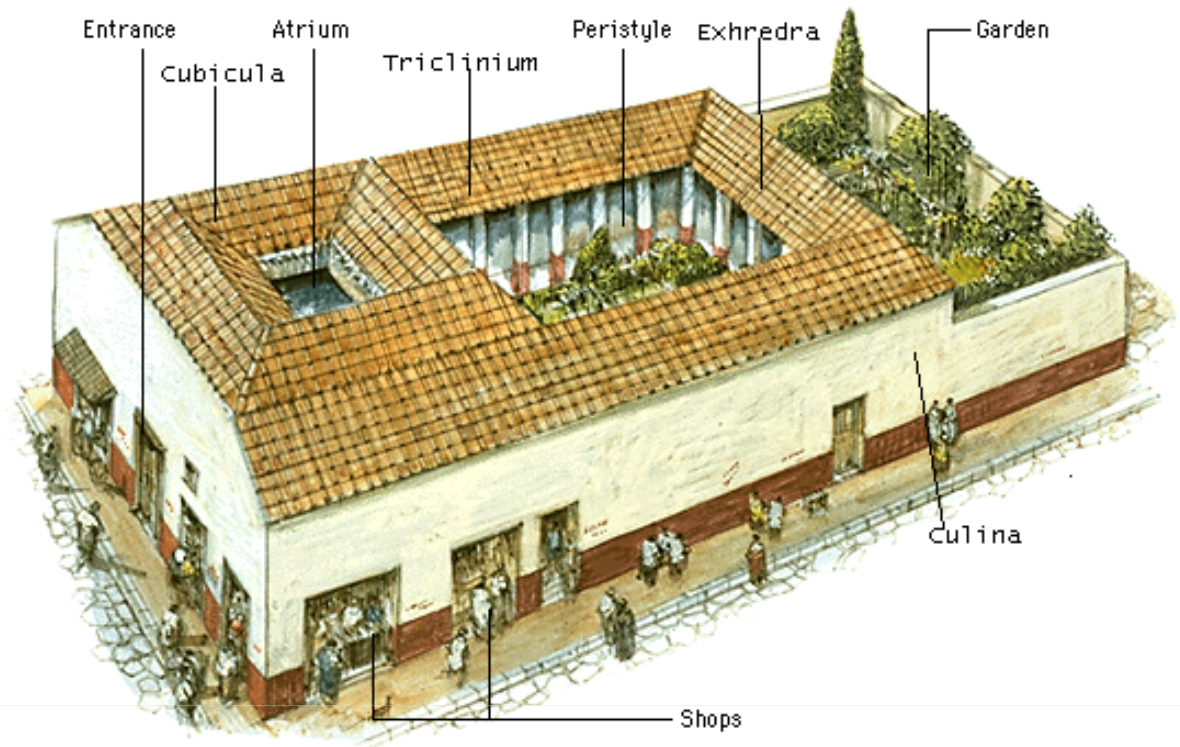 Entrance
Atrium
Peristyle
Exhredra
Garden
Cubicula
Triclinium
Culina
Shops